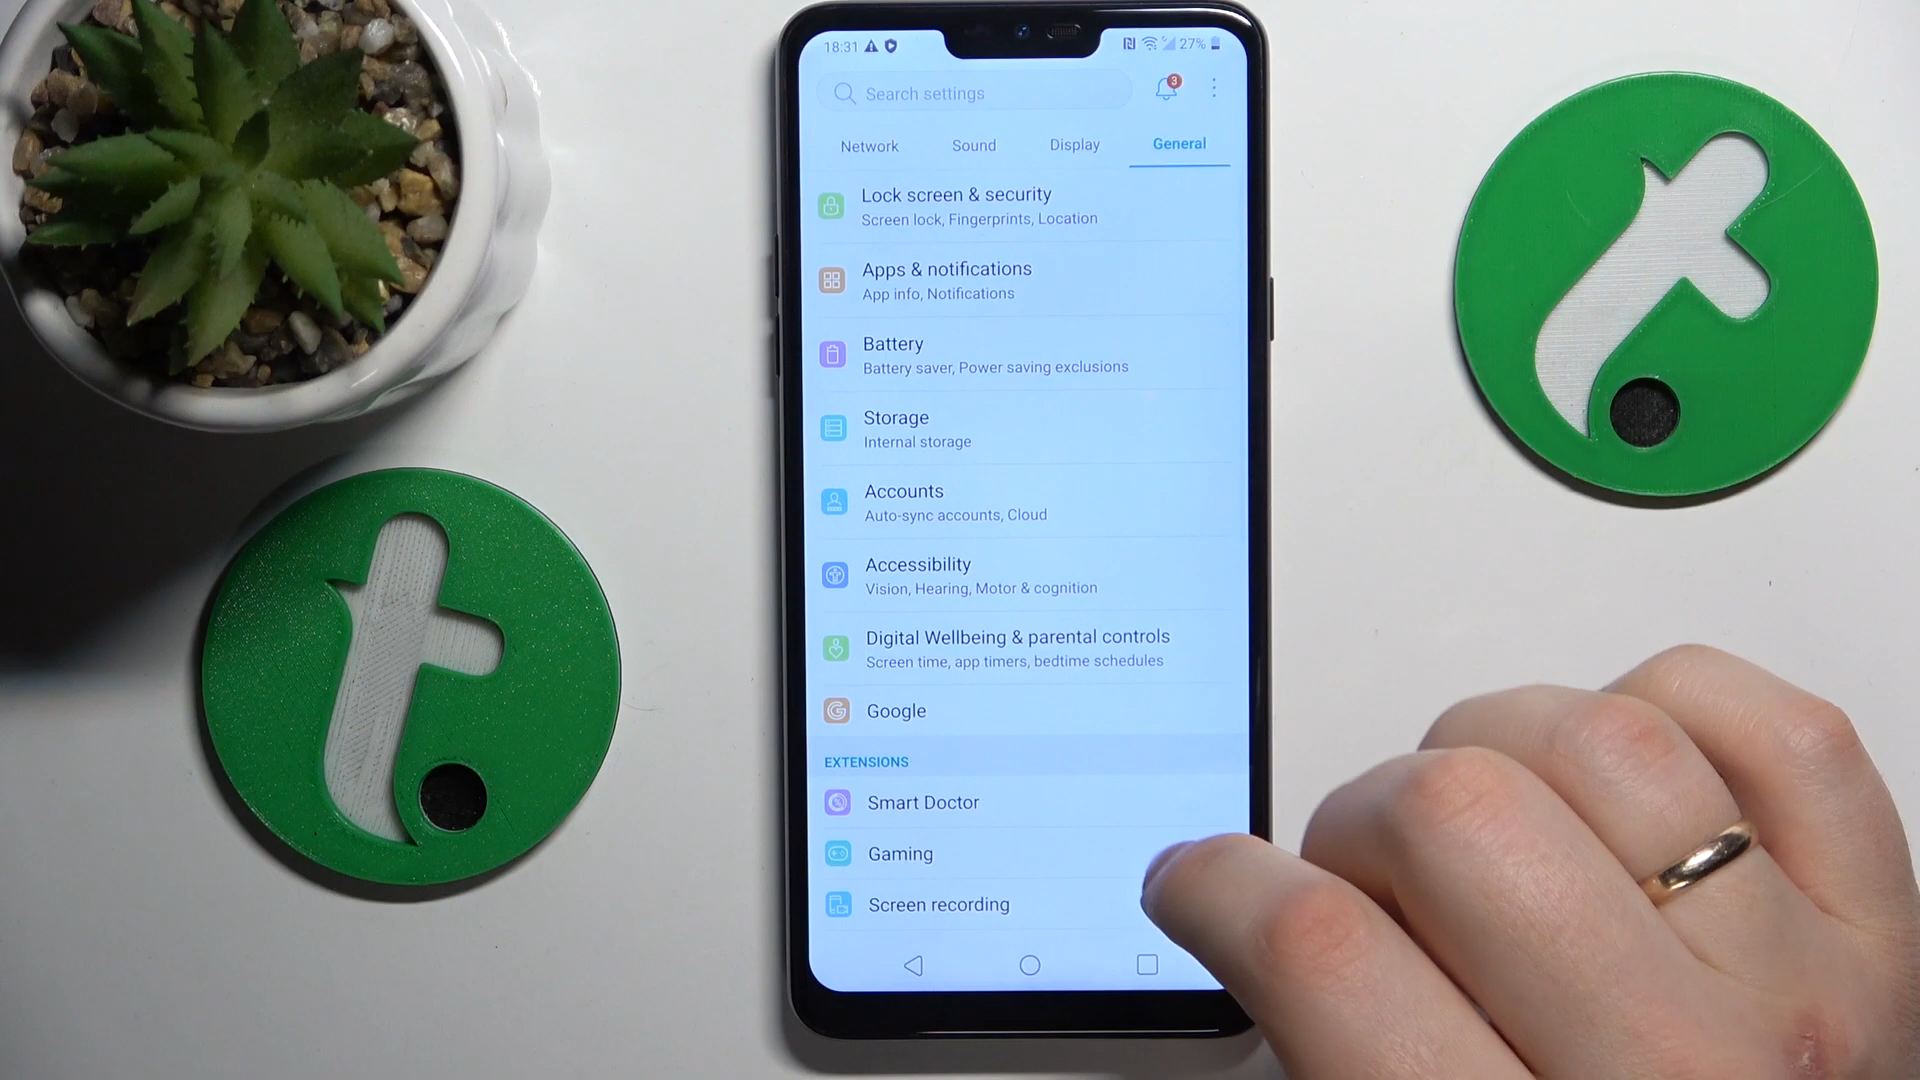 18:31 27%
Search settings 3
Network Sound Display General
Lock screen & security
Screen lock, Fingerprints, Location
Apps & notifications
App info, Notifications
Battery
Battery saver, Power saving exclusions
Storage
Internal storage
Accounts
Auto-sync accounts, Cloud
Accessibility
Vision, Hearing, Motor & cognition
Digital Wellbeing & parental controls
Screen time, app timers, bedtime schedules
Google
EXTENSIONS
Smart Doctor
Gaming
Screen recording